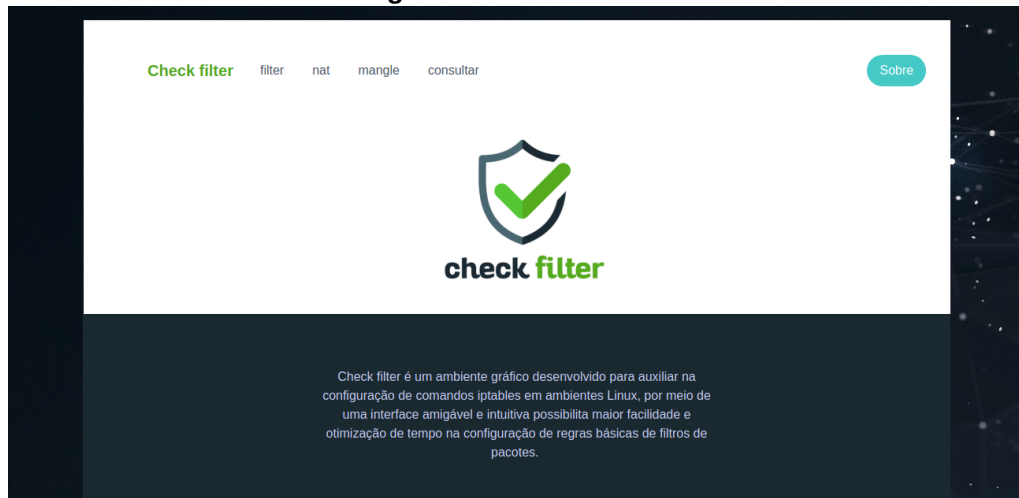 Check filter filter nat mangle consultar Sobre
check filter
Check filter é um ambiente gráfico desenvolvido para auxiliar na
configuração de comandos iptables em ambientes Linux, por meio de
uma interface amigável e intuitiva possibilita maior facilidade e
otimização de tempo na configuração de regras básicas de filtros de
pacotes.